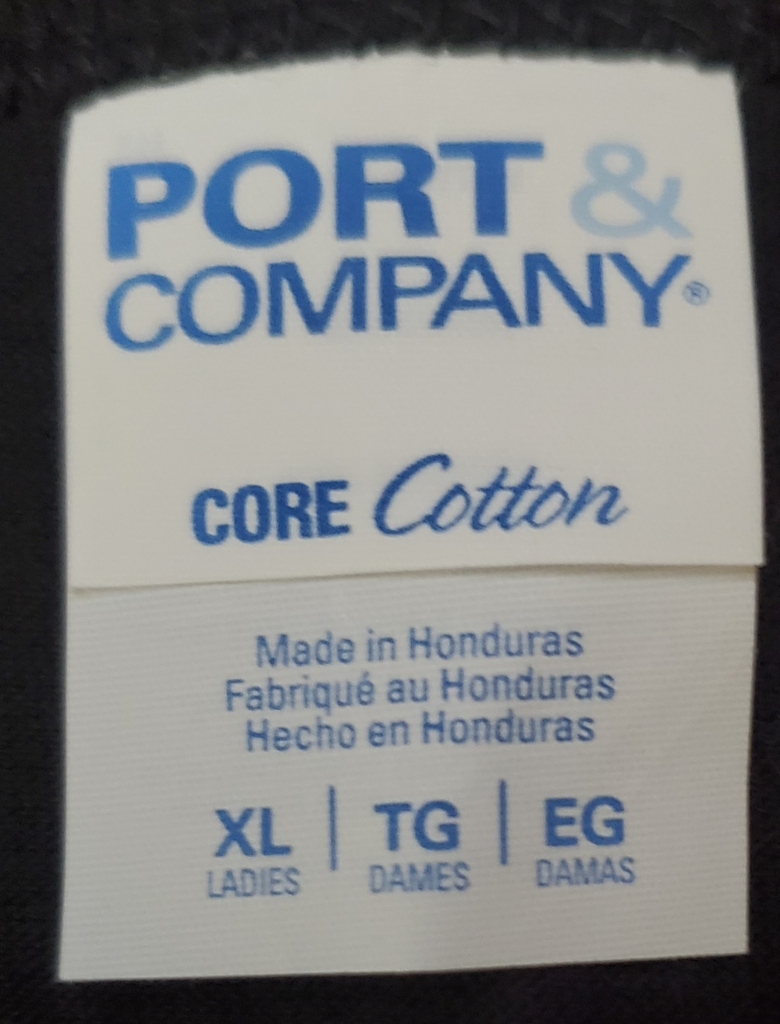 PORT &
COMPANY®
CORE Cotton
Made in Honduras
Fabriqué au Honduras
Hecho en Honduras
XL | TG | EG
LADIES DAMES DAMAS